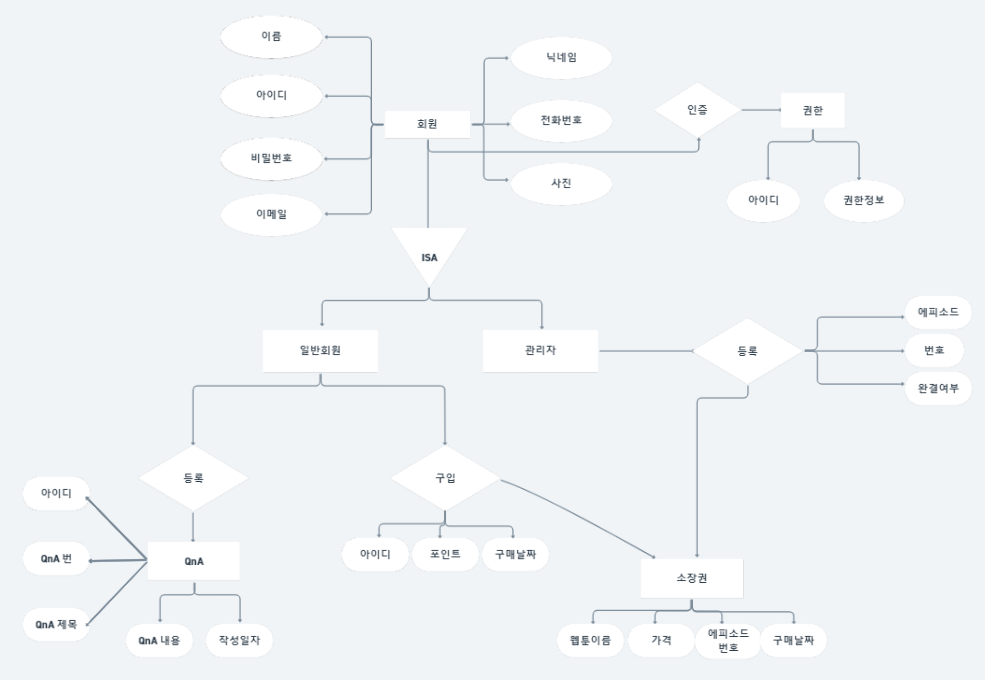 이름
닉네임
아이디
인증
권한
회원
전화번호
비밀번호
사진
이메일
아이디
권한정보
ISA
에피소드
일반회원
관리자
등록
번호
완결여부
등록
구입
아이디
QnA 번
QnA
아이디
포인트
구매날짜
소장권
QnA 제목
QnA 내용
작성일자
웹툰이름
가격
에피소드
번호
구매날짜